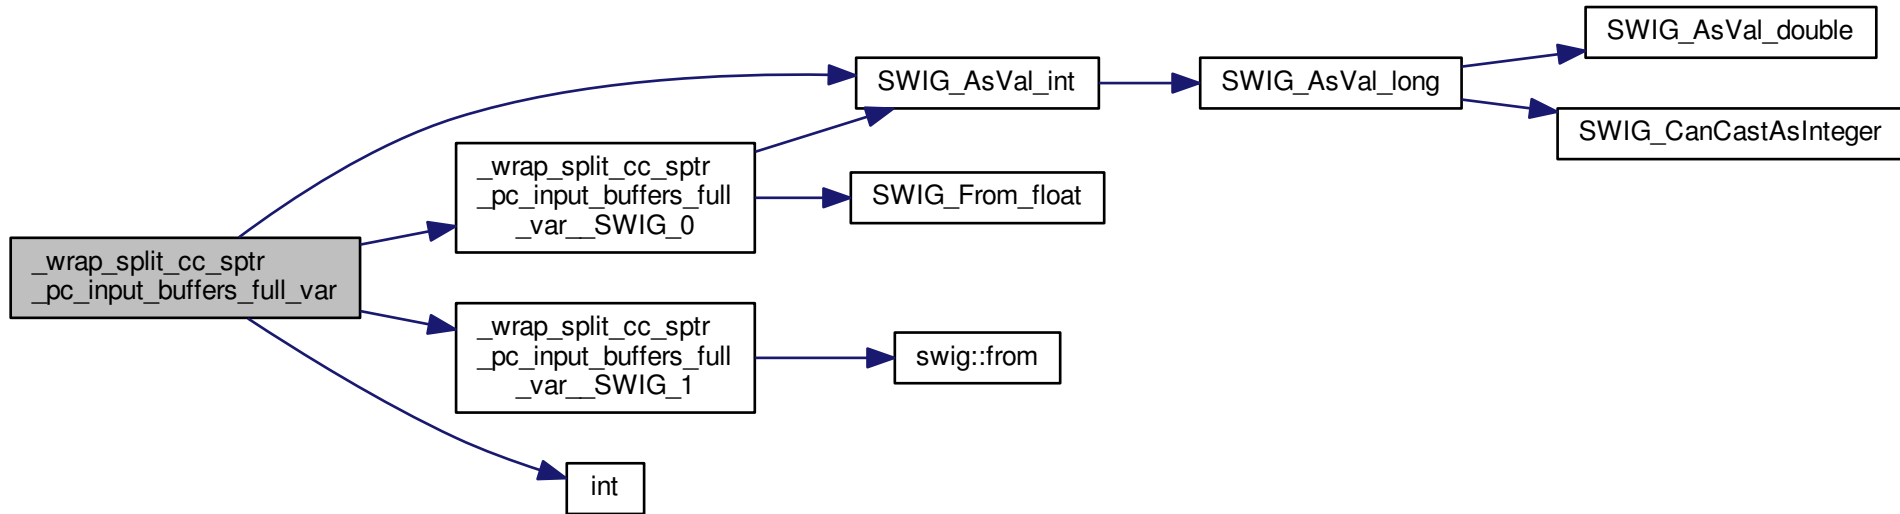 _wrap_split_cc_sptr
_pc_input_buffers_full_var
_wrap_split_cc_sptr
_pc_input_buffers_full
_var__SWIG_0
_wrap_split_cc_sptr
_pc_input_buffers_full
_var__SWIG_1
int
SWIG_AsVal_int
SWIG_From_float
swig::from
SWIG_AsVal_long
SWIG_AsVal_double
SWIG_CanCastAsInteger